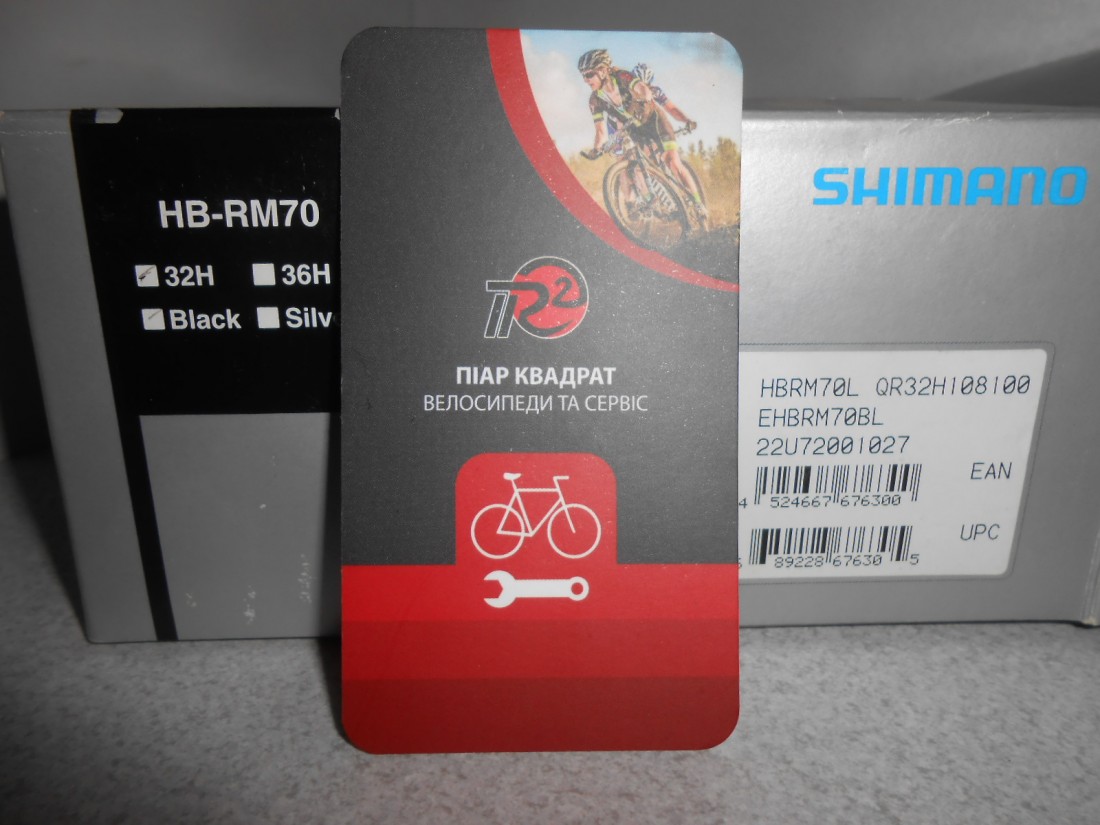 HB-RM70
32H 36H
Black Silv
R2
ПІАР КВАДРАТ
ВЕЛОСИПЕДИ ТА СЕРВІС
SHIMANO
HBRM70L QR32H108100
EHBRM70BL
22U72001027
EAN
4 524667 676300
UPC
89228 67630 5